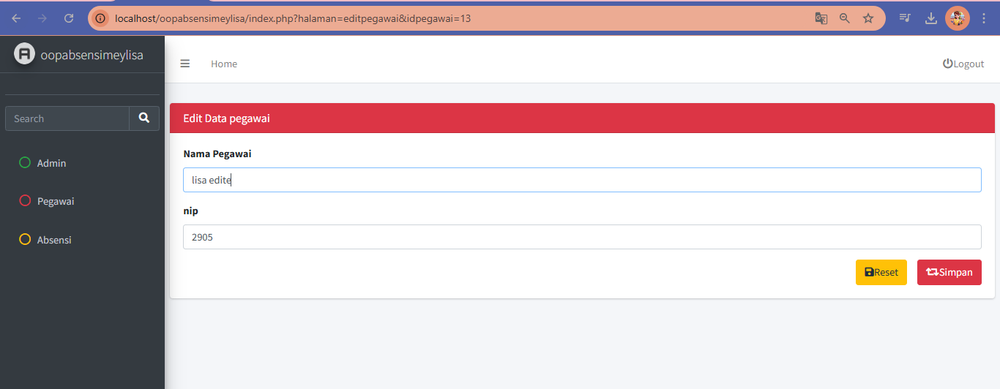 localhost/oopabsensimeylisa/index.php?halaman=editpegawai&idpegawai=13
oopabsensimeylisa
Home
Logout
Search
Admin
Pegawai
Absensi
Edit Data pegawai
Nama Pegawai
lisa edite
nip
2905
Reset
Simpan